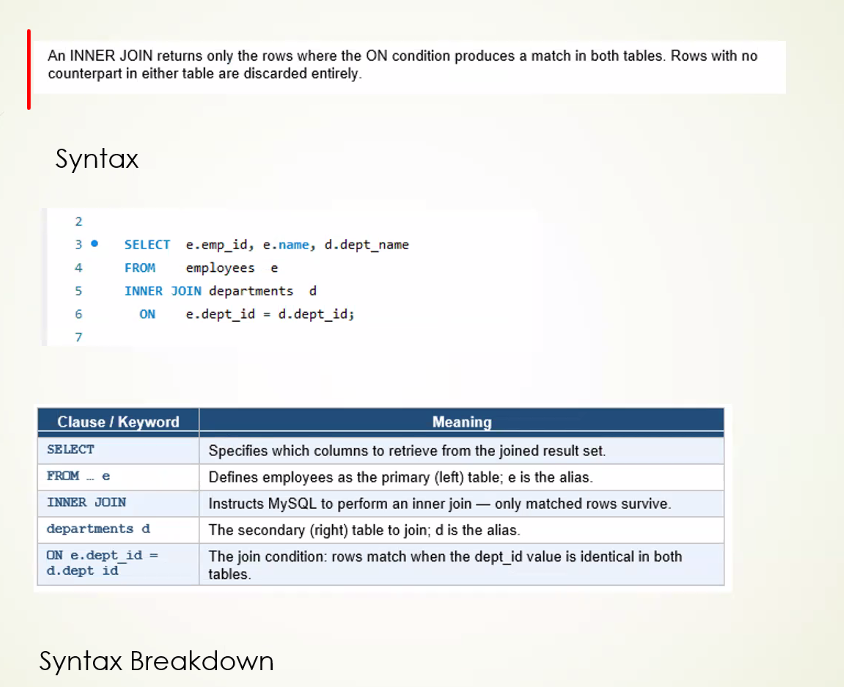 An INNER JOIN returns only the rows where the ON condition produces a match in both tables. Rows with no
counterpart in either table are discarded entirely.
Syntax
2
3 SELECT e.emp_id, e.name, d.dept_name
4 FROM employees e
5 INNER JOIN departments d
6 ON e.dept_id = d.dept_id;
7
Clause / Keyword Meaning
SELECT Specifies which columns to retrieve from the joined result set.
FROM … e Defines employees as the primary (left) table; e is the alias.
INNER JOIN Instructs MySQL to perform an inner join — only matched rows survive.
departments d The secondary (right) table to join; d is the alias.
ON e.dept_id = The join condition: rows match when the dept_id value is identical in both
d.dept_id tables.
Syntax Breakdown